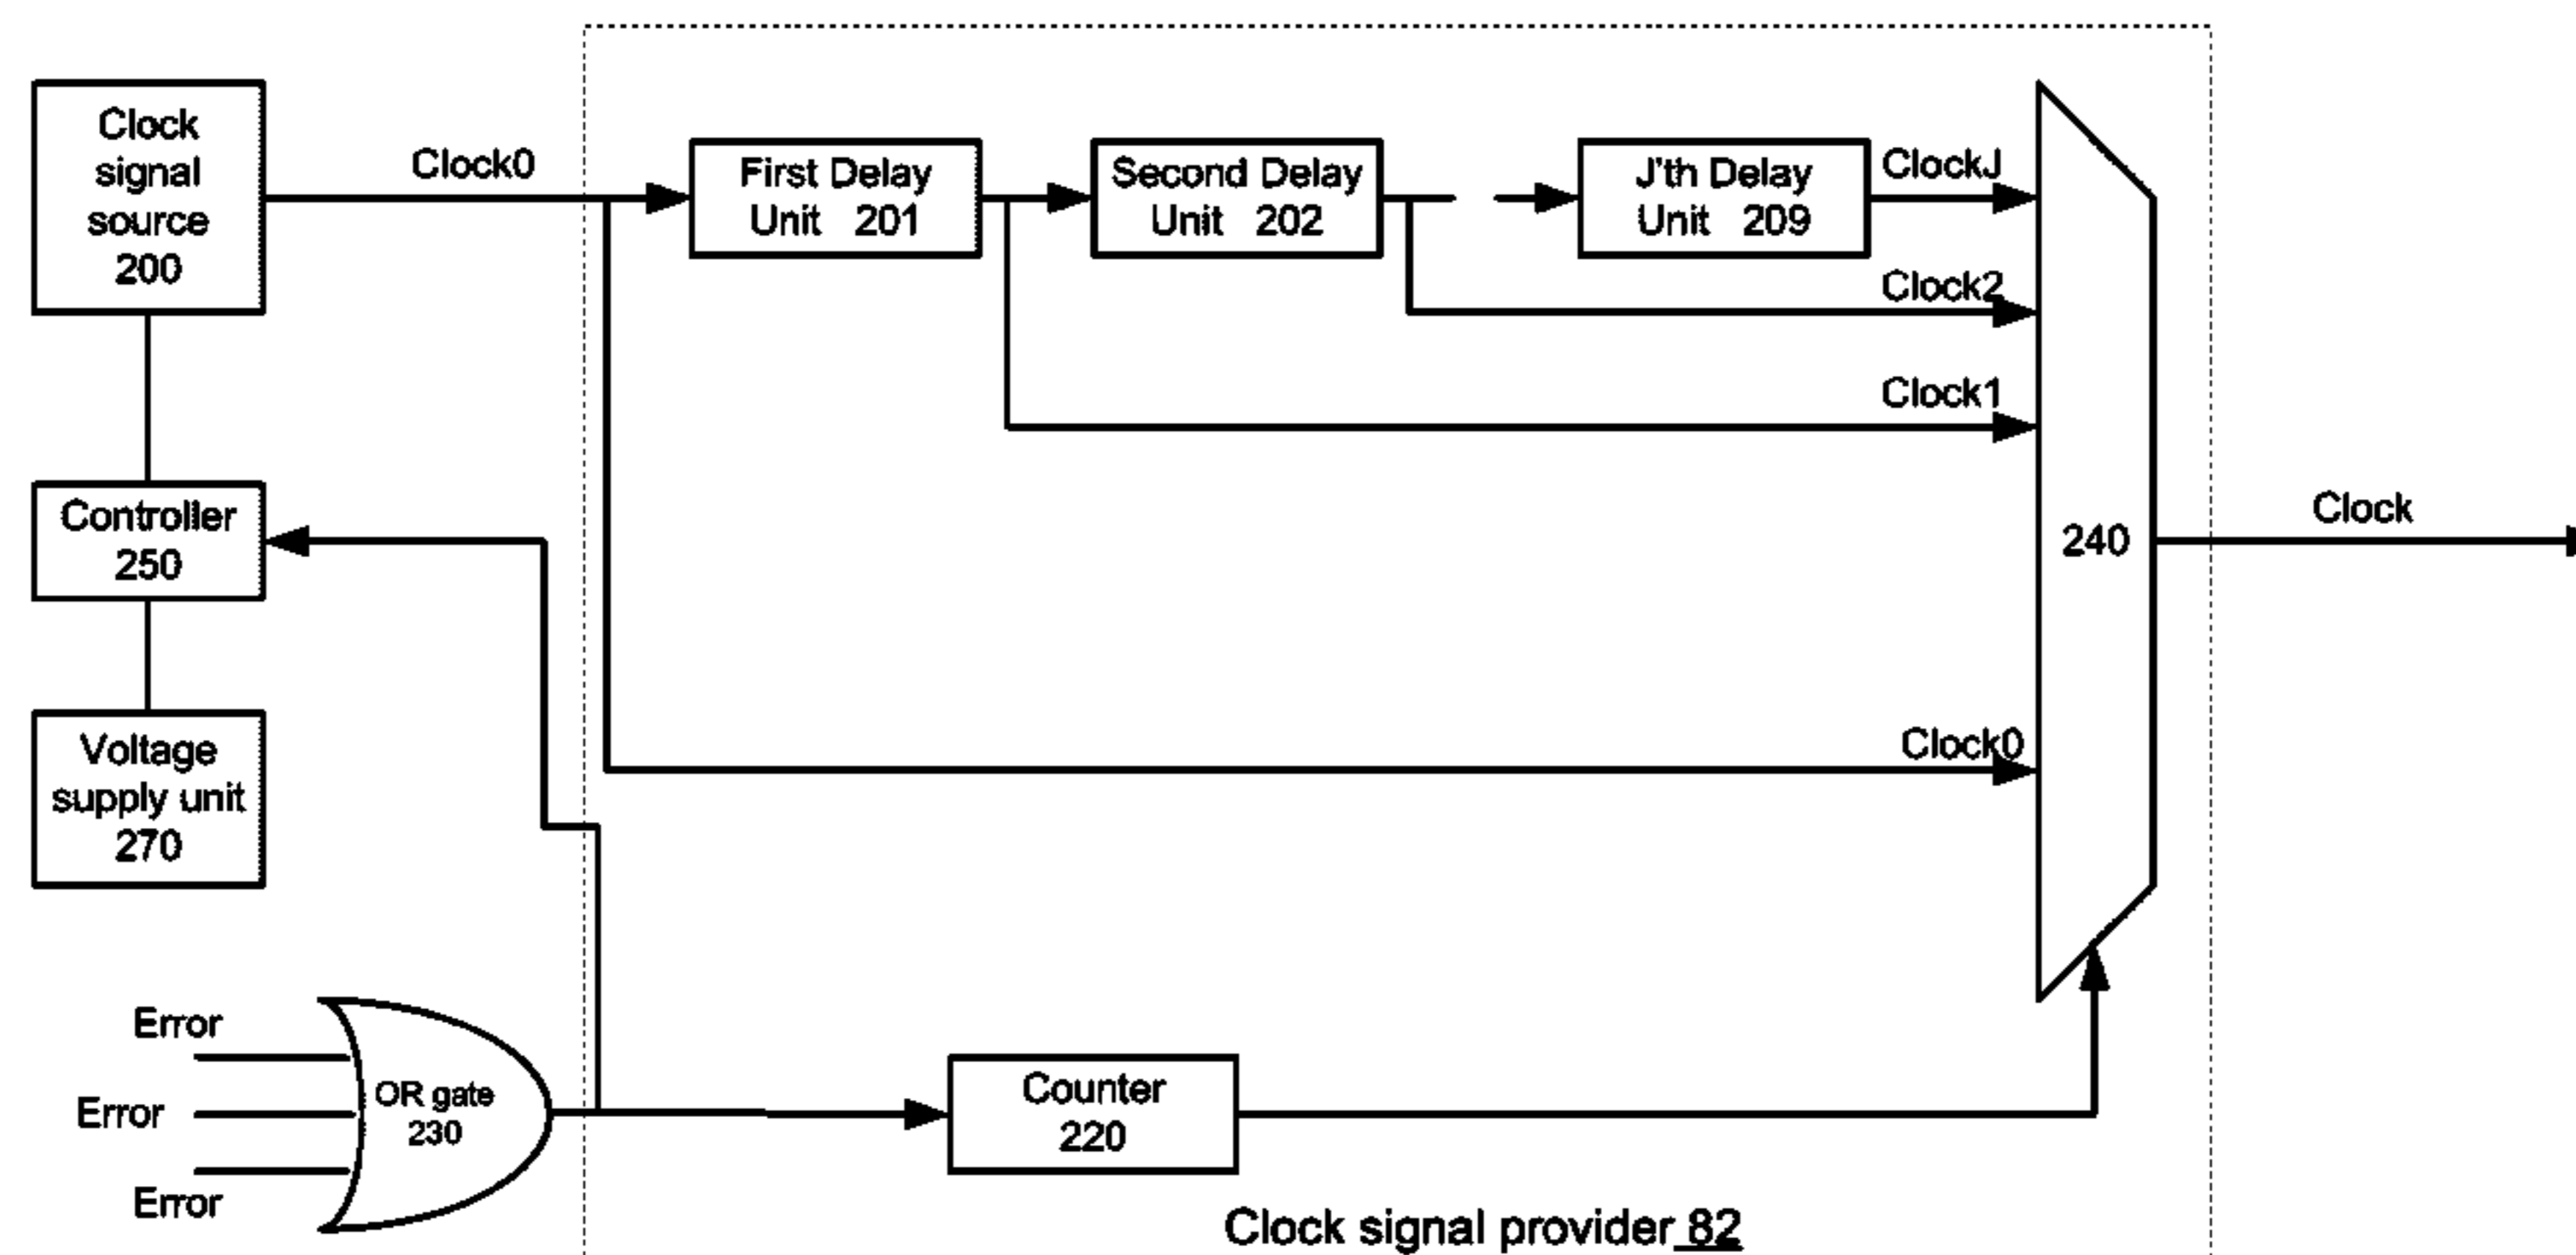 Clock
signal
source
200
Clock0
First Delay
Unit 201
Second Delay
Unit 202
J'th Delay
Unit 209
ClockJ
Clock2
Clock1
Controller
250
240
Clock
Voltage
supply unit
270
Clock0
Error
Error
Error
OR gate
230
Counter
220
Clock signal provider 82